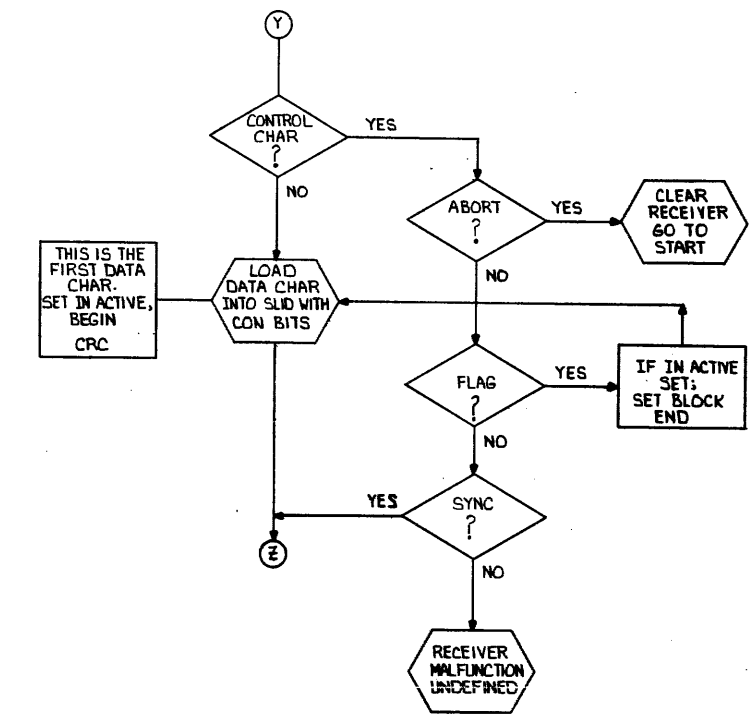 Y
CONTROL
CHAR
?
YES
NO
ABORT
?
YES
NO
CLEAR
RECEIVER
GO TO
START
THIS IS THE
FIRST DATA
CHAR.
SET IN ACTIVE,
BEGIN
CRC
LOAD
DATA CHAR
INTO SLID WITH
CON BITS
FLAG
?
YES
NO
IF IN ACTIVE
SET;
SET BLOCK
END
SYNC
?
YES
NO
Z
RECEIVER
MALFUNCTION
UNDEFINED